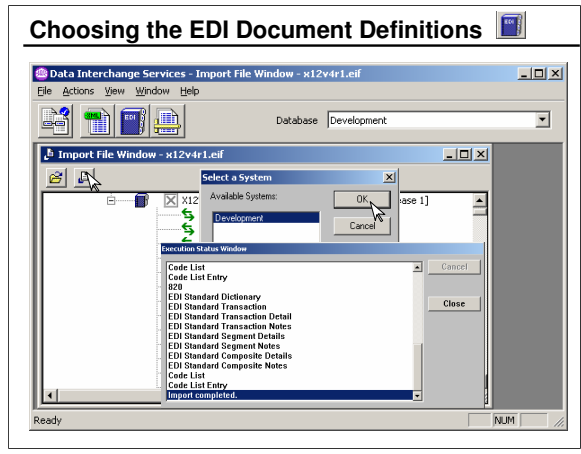 Choosing the EDI Document Definitions
Data Interchange Services - Import File Window - x12v4r1.eif
File Actions View Window Help
XML
EDI
Database Development
Import File Window - x12v4r1.eif
Select a System
X12
Available Systems:
OK
ease 1]
Development
Cancel
Execution Status Window
Code List
Code List Entry
820
EDI Standard Dictionary
EDI Standard Transaction
EDI Standard Transaction Detail
EDI Standard Transaction Notes
EDI Standard Segment Details
EDI Standard Segment Notes
EDI Standard Composite Details
EDI Standard Composite Notes
Code List
Code List Entry
Import completed.
Cancel
Close
Ready NUM